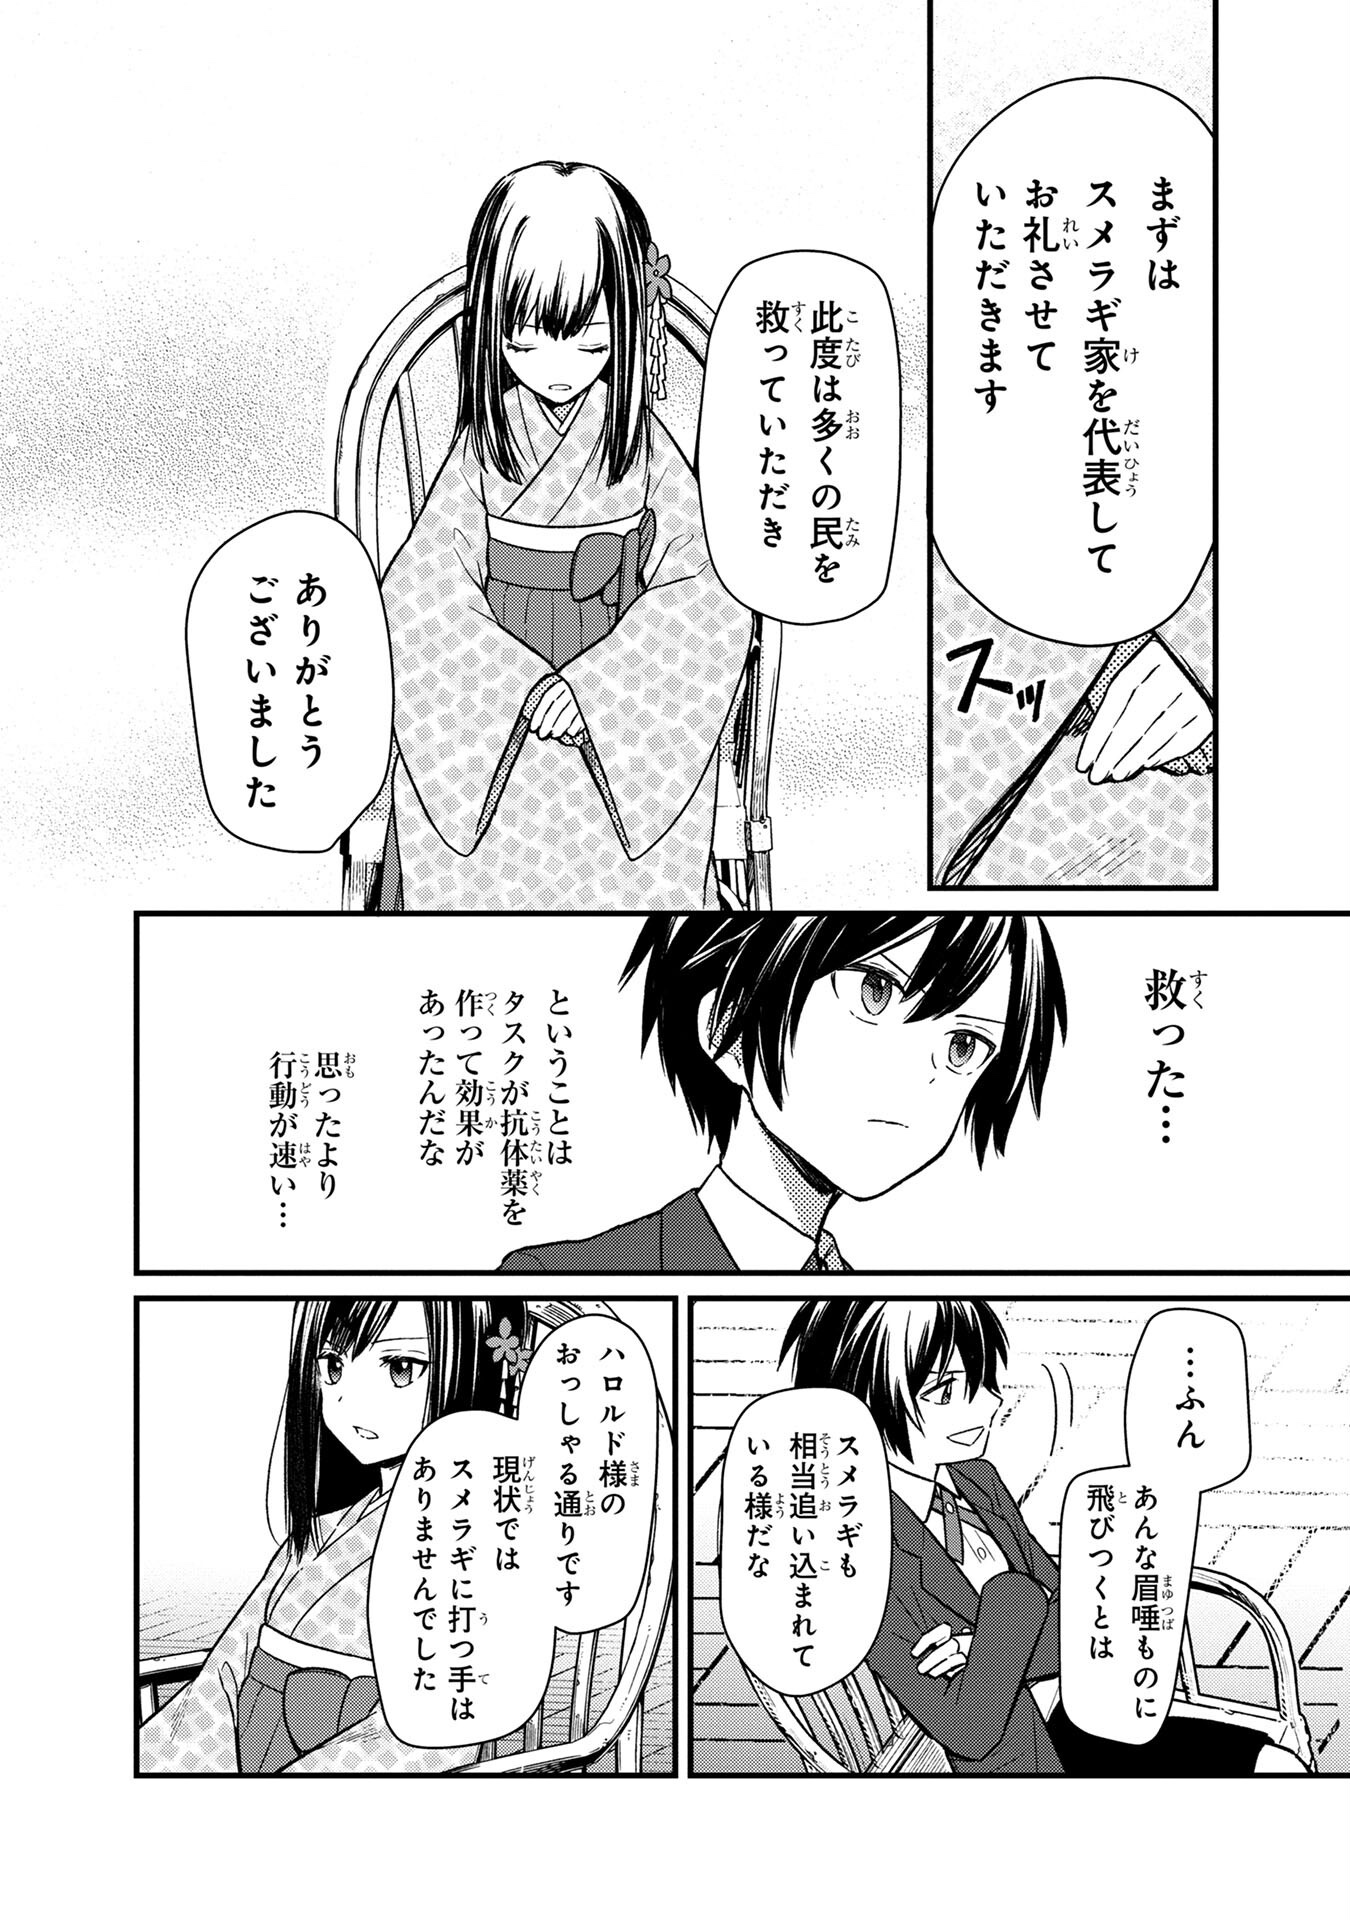 まずは
スメラギ家を代表して
お礼させて
いただきます
スッ
此度は多くの民を
救っていただき
ありがとう
ございました
救った…
ということは
タスクが抗体薬を
作って効果が
あったんだな
思ったより
行動が速い…
…ふん
あんな眉唾ものに
飛びつくとは
スメラギも
相当追い込まれて
いる様だな
ハロルド様の
おっしゃる通りです
現状では
スメラギに打つ手は
ありませんでした